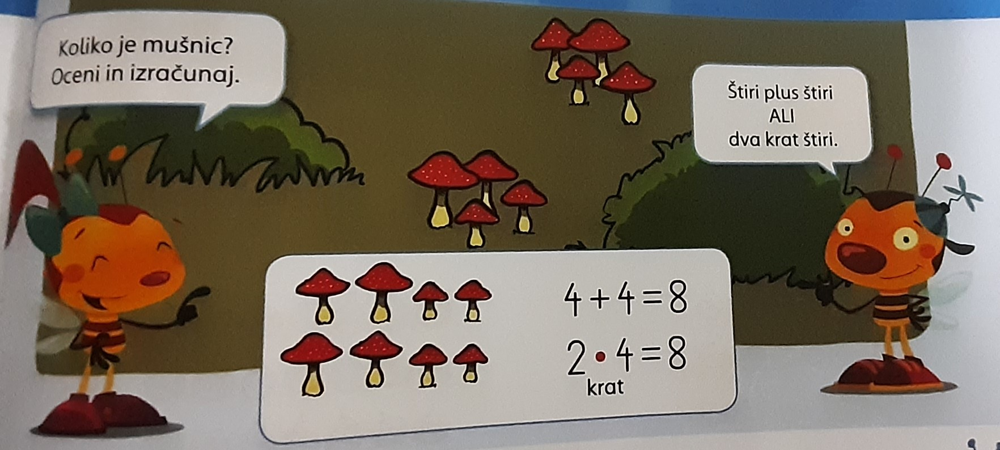 Koliko je mušnic?
Oceni in izračunaj.
Štiri plus štiri
ALI
dva krat štiri.
4+4=8
2•4=8
krat